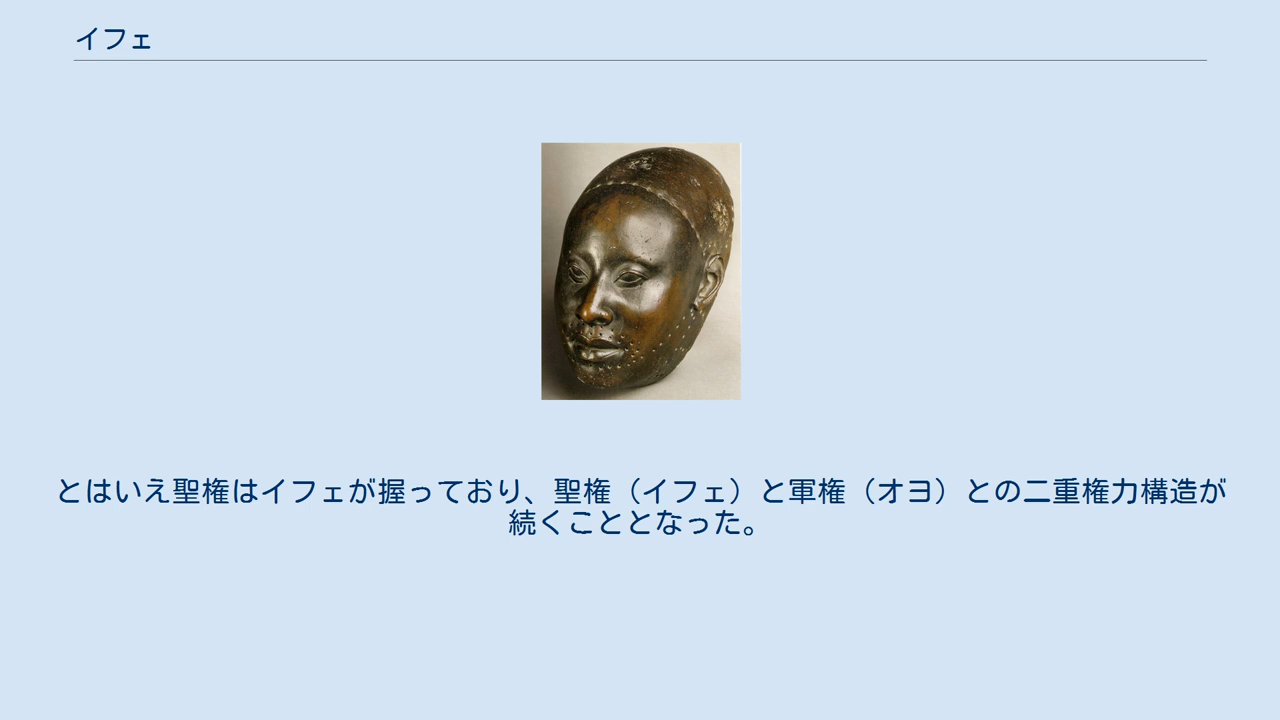 イフェ
とはいえ聖権はイフェが握っており、聖権（イフェ）と軍権（オヨ）との二重権力構造が
続くこととなった。